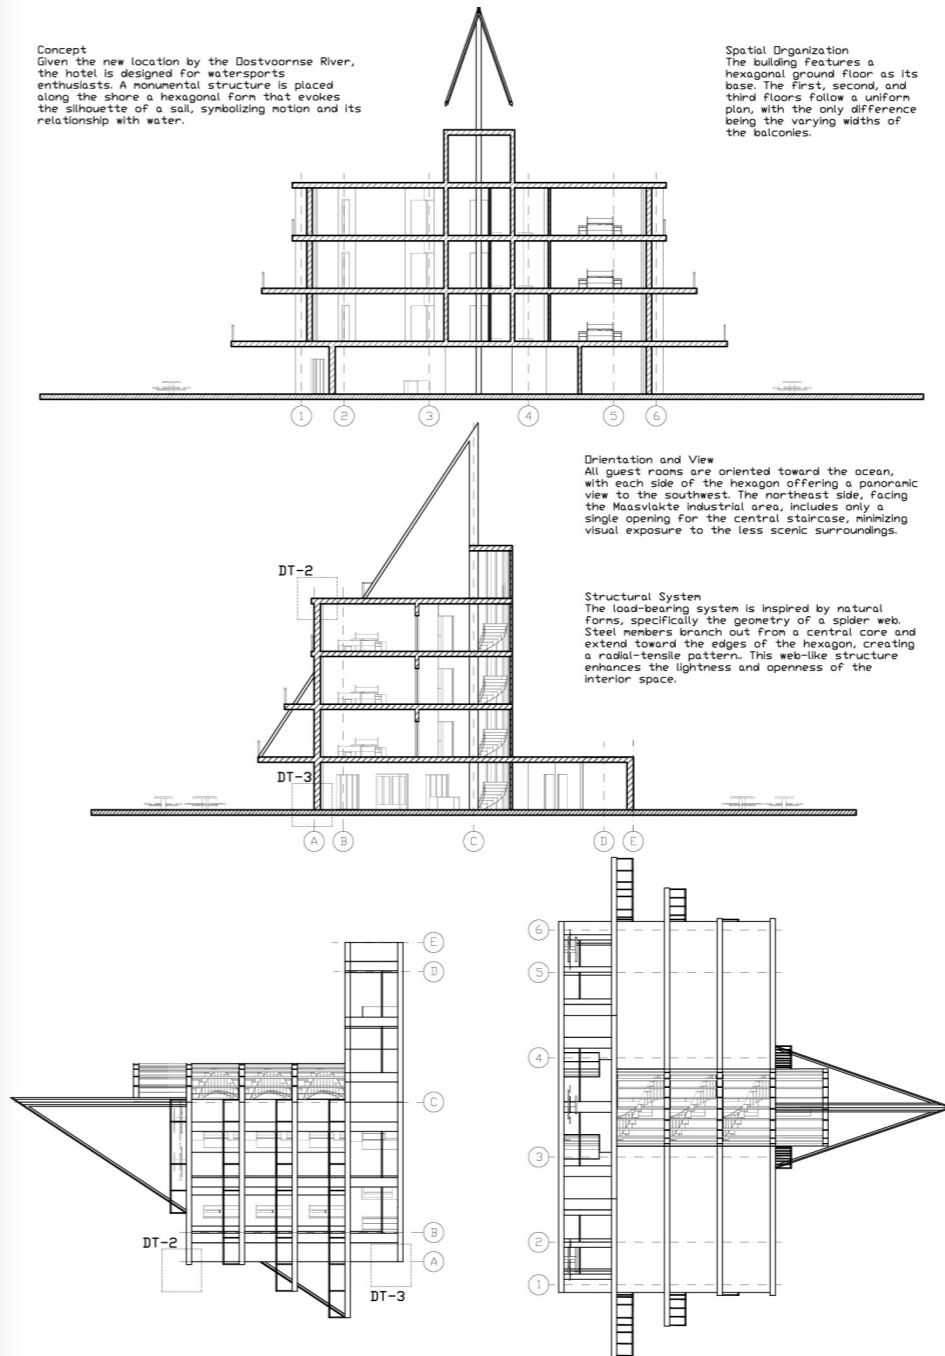 Concept
Given the new location by the Oostvoornse River,
the hotel is designed for watersports
enthusiasts. A monumental structure is placed
along the shore a hexagonal form that evokes
the silhouette of a sail, symbolizing motion and its
relationship with water.
Spatial Organization
The building features a
hexagonal ground floor as its
base. The first, second, and
third floors follow a uniform
plan, with the only difference
being the varying widths of
the balconies.
1 2 3 4 5 6
Orientation and View
All guest rooms are oriented toward the ocean,
with each side of the hexagon offering a panoramic
view to the southwest. The northeast side, facing
the Maasvlakte industrial area, includes only a
single opening for the central staircase, minimizing
visual exposure to the less scenic surroundings.
DT-2
Structural System
The load-bearing system is inspired by natural
forms, specifically the geometry of a spider web.
Steel members branch out from a central core and
extend toward the edges of the hexagon, creating
a radial-tensile pattern.. This web-like structure
enhances the lightness and openness of the
interior space.
DT-3
A B C D E
E
D
C
B
A
DT-2
DT-3
6
5
4
3
2
1